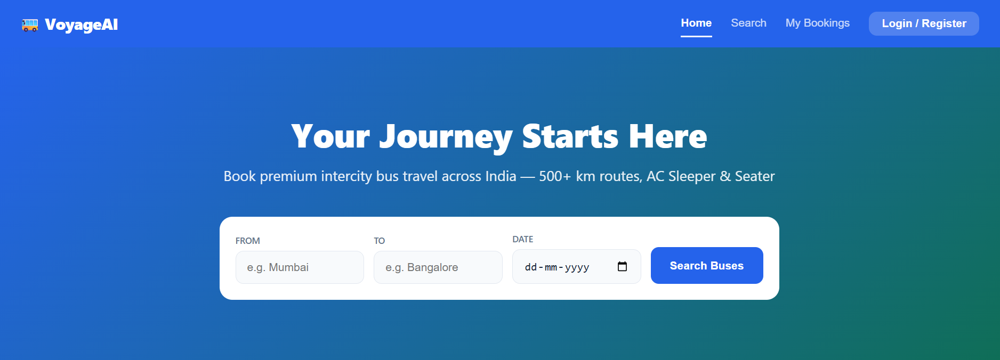 VoyageAI
Home Search My Bookings Login / Register
Your Journey Starts Here
Book premium intercity bus travel across India — 500+ km routes, AC Sleeper & Seater
FROM TO DATE
e.g. Mumbai e.g. Bangalore dd-mm-yyyy Search Buses